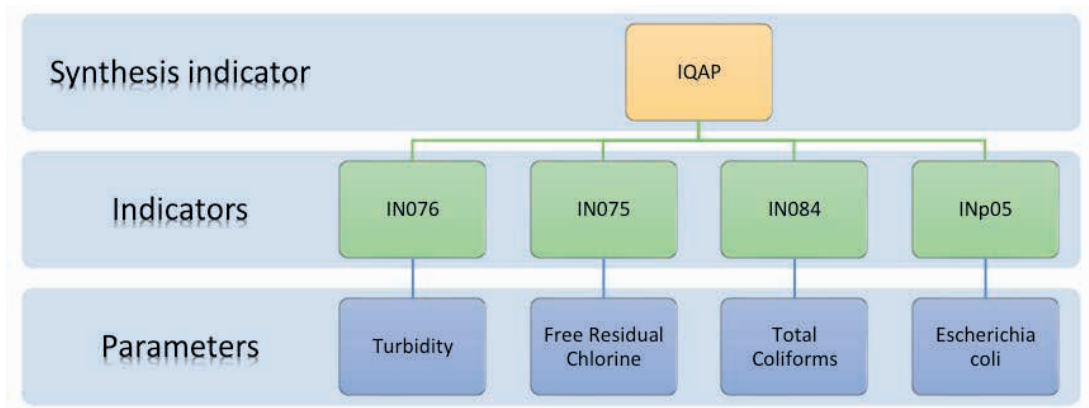 Synthesis indicator
IQAP
Indicators
IN076
IN075
IN084
INp05
Parameters
Turbidity
Free Residual
Chlorine
Total
Coliforms
Escherichia
coli